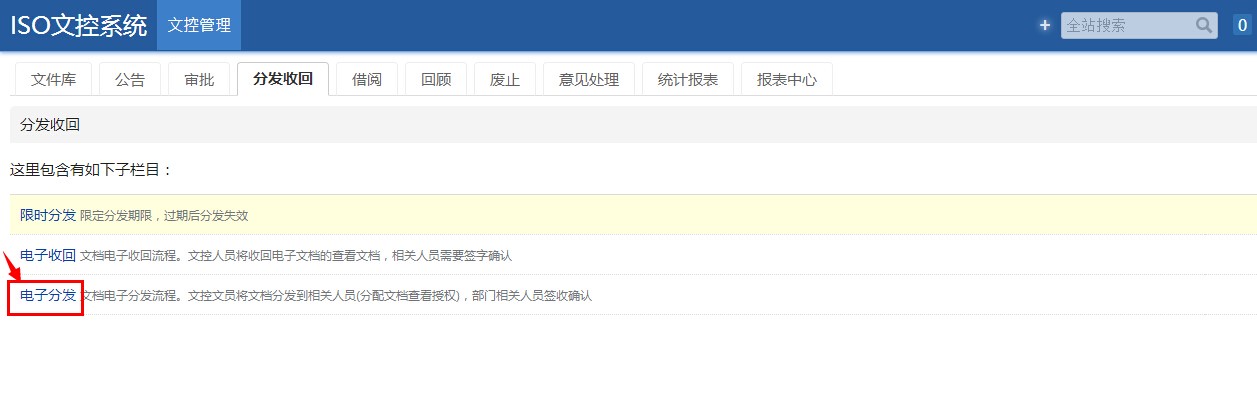 ISO文控系统 文控管理 + 全站搜索 0
文件库 公告 审批 分发收回 借阅 回顾 废止 意见处理 统计报表 报表中心
分发收回
这里包含有如下子栏目：
限时分发 限定分发期限，过期后分发失效
电子收回 文档电子收回流程。文控人员将收回电子文档的查看文档，相关人员需要签字确认
电子分发 文档电子分发流程。文控文员将文档分发到相关人员(分配文档查看授权)，部门相关人员签收确认